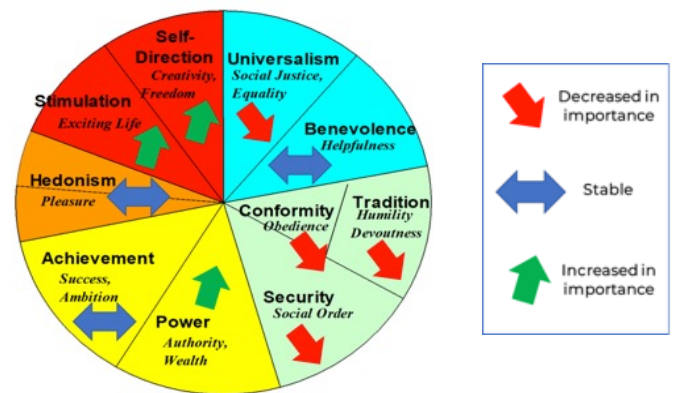 Self-
Direction
Creativity,
Freedom
Universalism
Social Justice,
Equality
Stimulation
Exciting Life
Benevolence
Helpfulness
Hedonism
Pleasure
Conformity
Obedience
Tradition
Humility
Devoutness
Achievement
Success,
Ambition
Security
Social Order
Power
Authority,
Wealth
Decreased in
importance
Stable
Increased in
importance